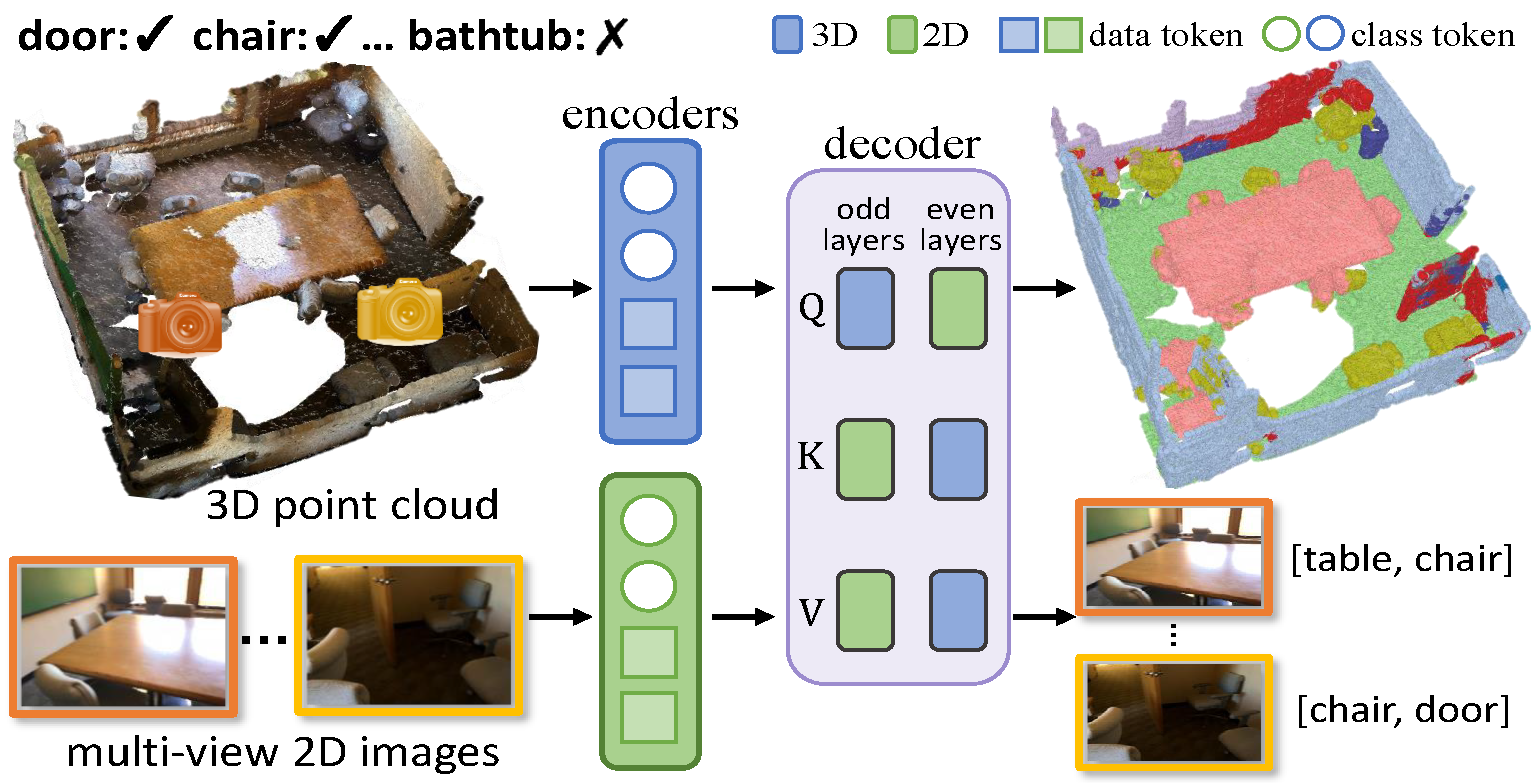 door:✓ chair:✓... bathtub: ✗
3D 2D data token class token
encoders
decoder
odd layers
even layers
Q
K
V
3D point cloud
...
multi-view 2D images
[table, chair]
...
[chair, door]